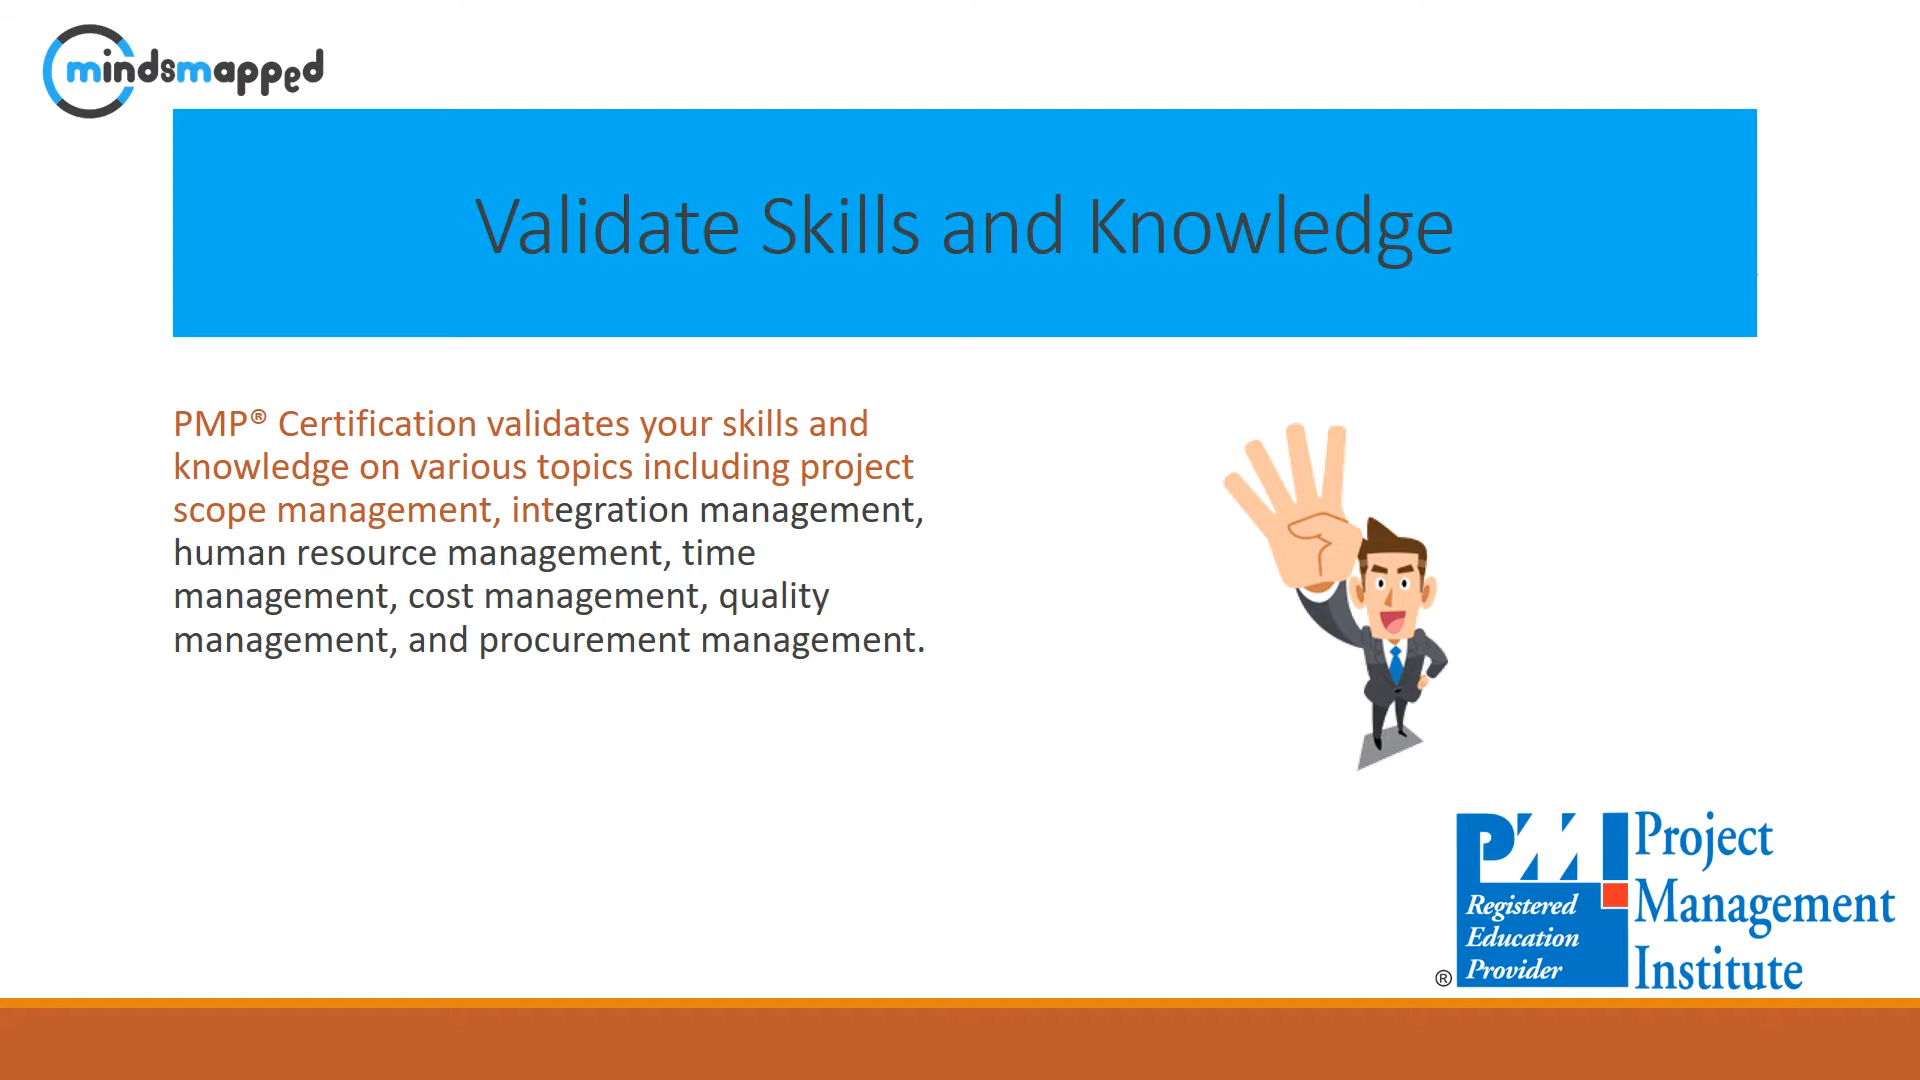 mindsmapped
Validate Skills and Knowledge
PMP® Certification validates your skills and
knowledge on various topics including project
scope management, integration management,
human resource management, time
management, cost management, quality
management, and procurement management.
PMI
Registered
Education
Provider
®
Project
Management
Institute